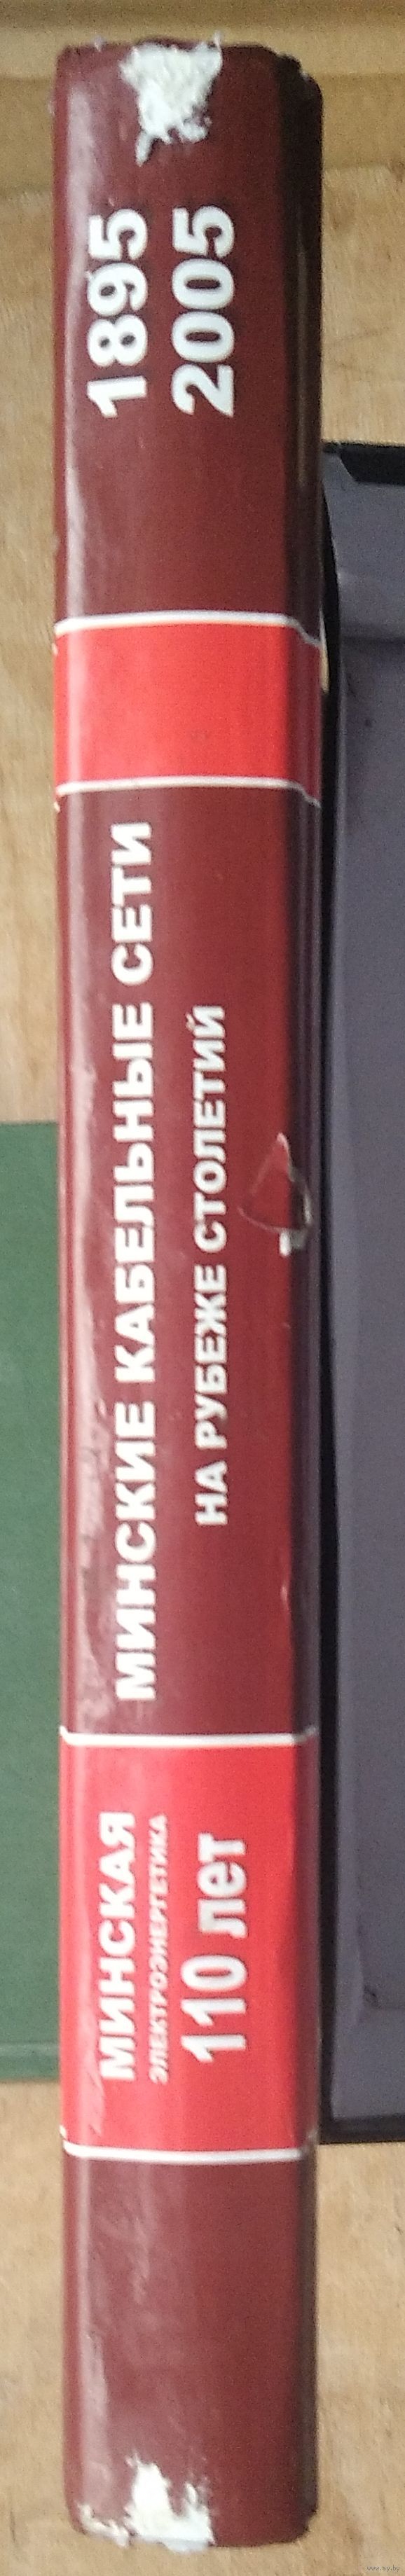 МИНСКАЯ
ЭЛЕКТРОЭНЕРГЕТИКА
110 лет
МИНСКИЕ КАБЕЛЬНЫЕ СЕТИ
НА РУБЕЖЕ СТОЛЕТИЙ
1895
2005